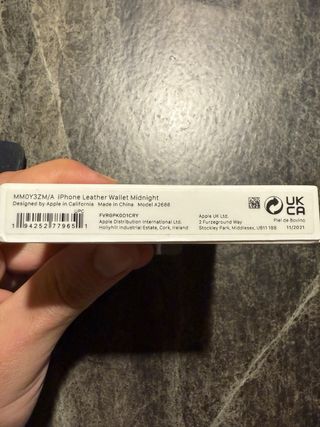 MM0Y3ZM/A iPhone Leather Wallet Midnight
Designed by Apple in California Made in China Model A2688
UPC
1 94252 77965 1
FVRGPK0D1CRY
Apple Distribution International Ltd.
Hollyhill Industrial Estate, Cork, Ireland
Apple UK Ltd.
2 Furzeground Way
Stockley Park, Middlesex, UB11 1BB
UK
CA
Piel de Bovino
11/2021